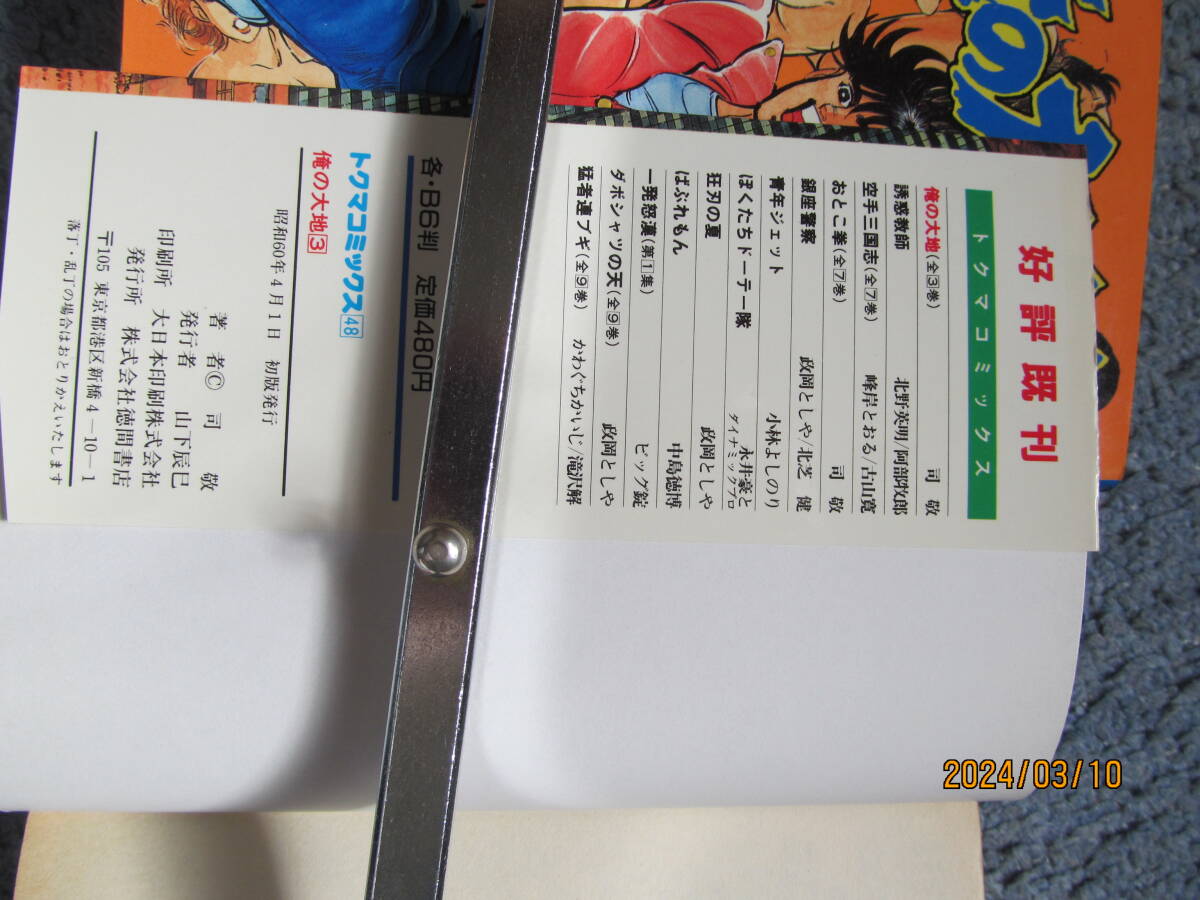 好評既刊
トクマコミックス
俺の大地(全③巻) 司 敬
誘惑教師 北野英明/阿部牧郎
空手三国志(全⑦巻) 峰岸とおる/古山寛
おとこ拳(全⑦巻) 司 敬
銀座警察 政岡としや/北芝 健
青年ジェット 小林よしのり
ぼくたちドーテー隊 永井豪とダイナミックプロ
狂刃の夏 政岡としや
ばぶれもん 中島徳博
一発怒漢(第①集) ビッグ錠
ダボシャツの天(全⑨巻) 政岡としや
猛者連ブギ(全⑨巻) かわぐちかいじ/滝沢解
各・B6判 定価480円
トクマコミックス48
俺の大地3
昭和60年4月1日 初版発行
著者© 司 敬
発行者 山下辰巳
印刷所 大日本印刷株式会社
発行所 株式会社徳間書店
〒105 東京都港区新橋4-10-1
落丁・乱丁の場合はおとりかえいたします
2024/03/10